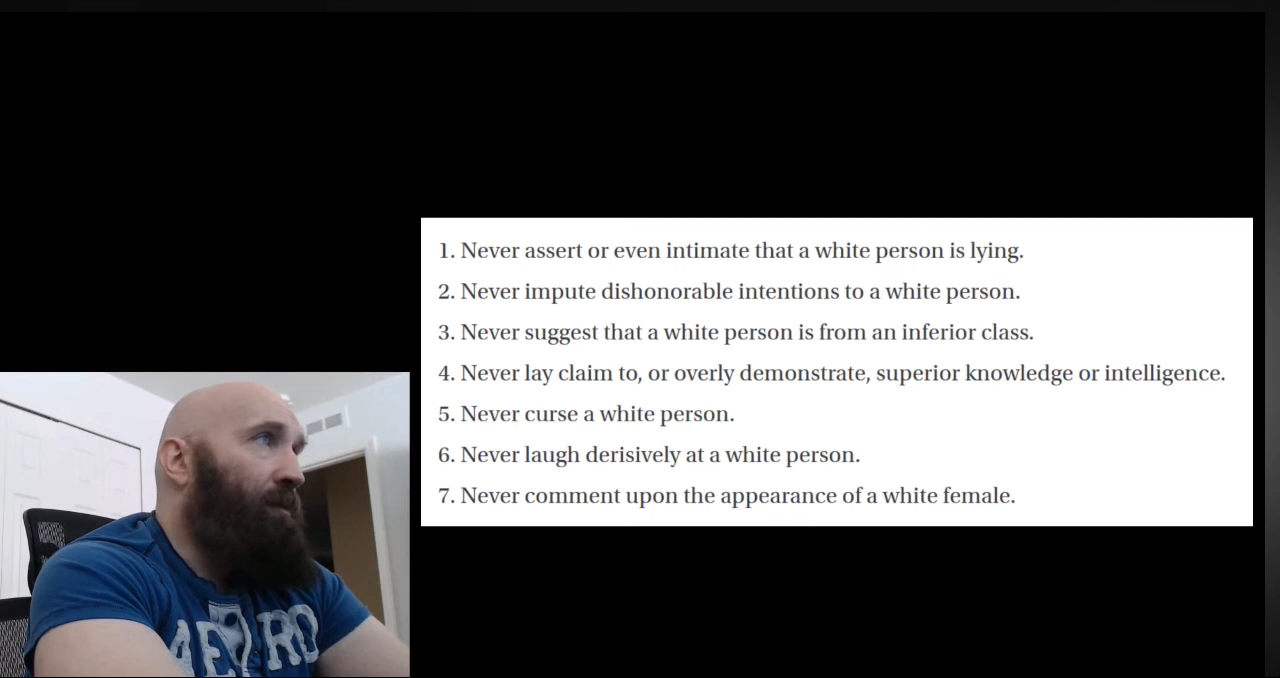 1. Never assert or even intimate that a white person is lying.
2. Never impute dishonorable intentions to a white person.
3. Never suggest that a white person is from an inferior class.
4. Never lay claim to, or overly demonstrate, superior knowledge or intelligence.
5. Never curse a white person.
6. Never laugh derisively at a white person.
7. Never comment upon the appearance of a white female.